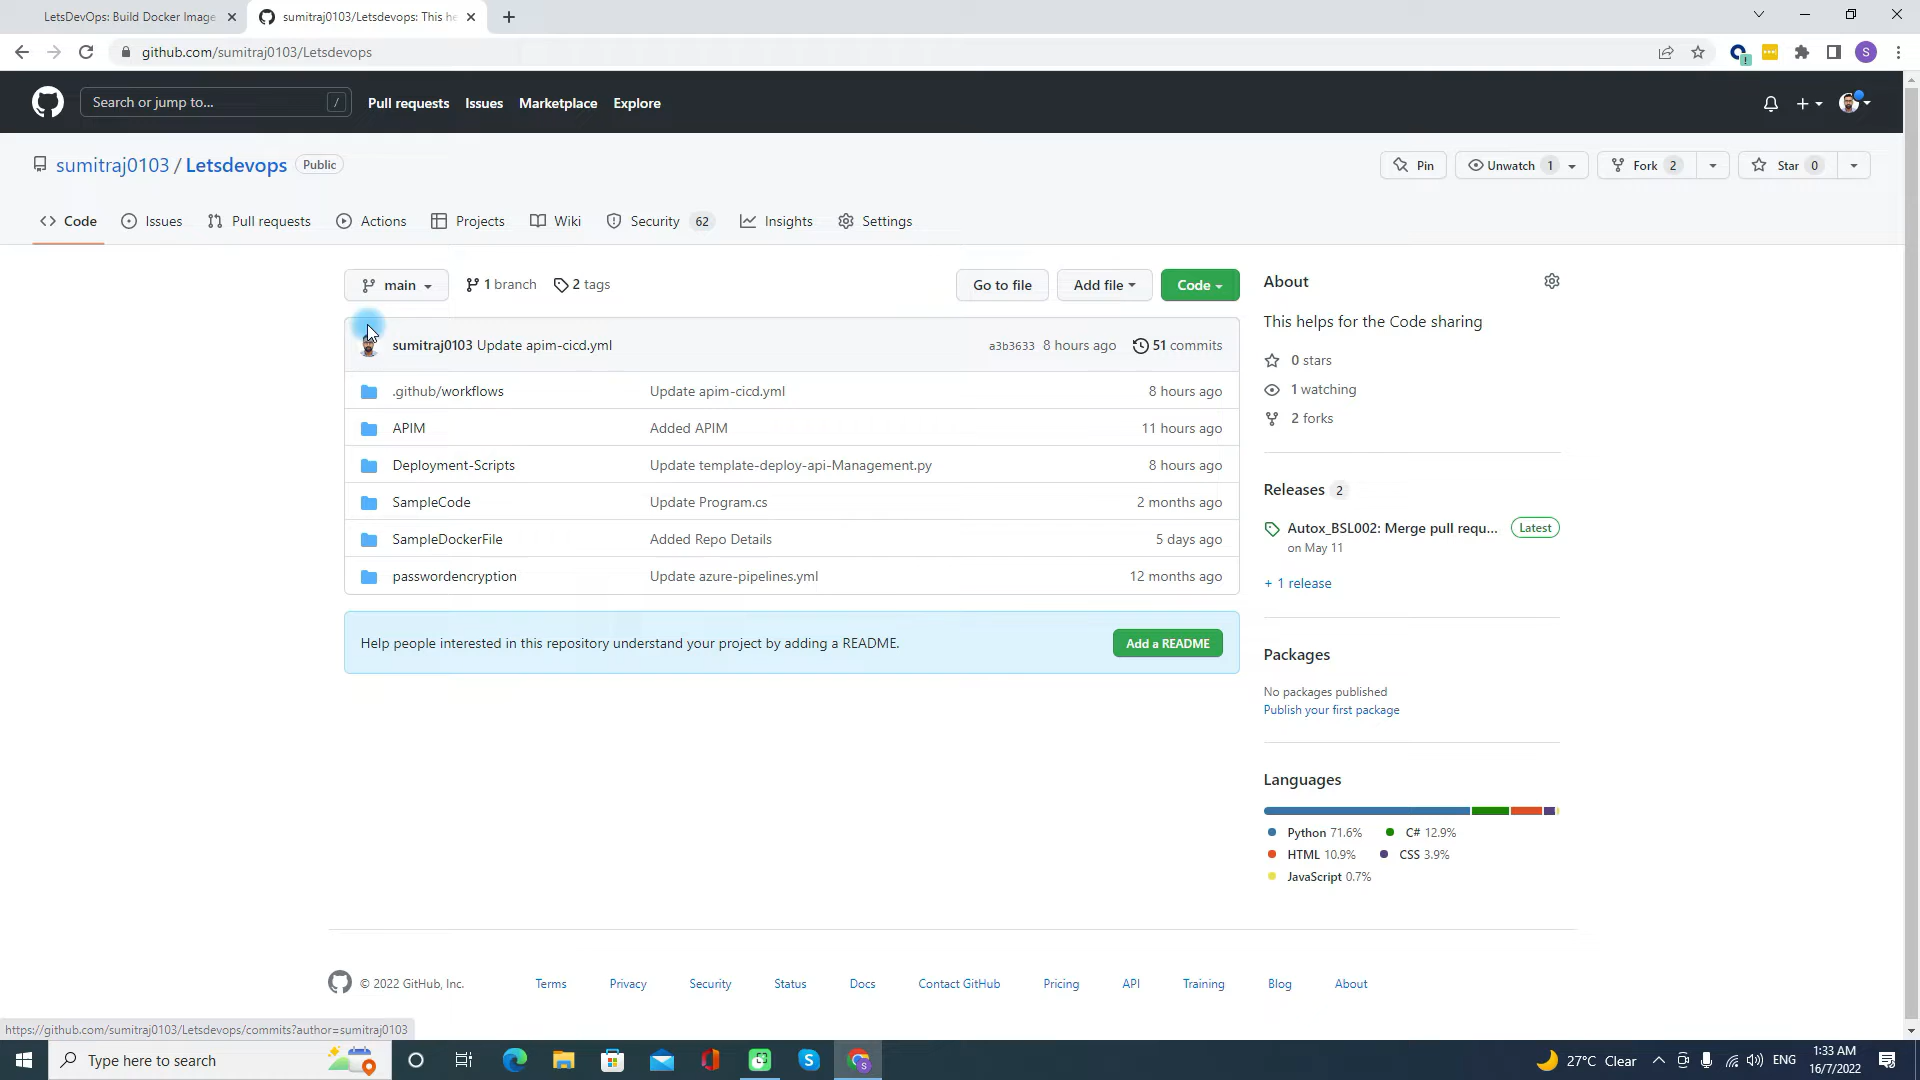 LetsDevOps: Build Docker Image
sumitraj0103/Letsdevops: This he
github.com/sumitraj0103/Letsdevops
S
Search or jump to... /
Pull requests Issues Marketplace Explore
sumitraj0103 / Letsdevops Public
Pin Unwatch 1 Fork 2 Star 0
Code Issues Pull requests Actions Projects Wiki Security 62 Insights Settings
main 1 branch 2 tags Go to file Add file Code
sumitraj0103 Update apim-cicd.yml a3b3633 8 hours ago 51 commits
.github/workflows Update apim-cicd.yml 8 hours ago
APIM Added APIM 11 hours ago
Deployment-Scripts Update template-deploy-api-Management.py 8 hours ago
SampleCode Update Program.cs 2 months ago
SampleDockerFile Added Repo Details 5 days ago
passwordencryption Update azure-pipelines.yml 12 months ago
Help people interested in this repository understand your project by adding a README. Add a README
About
This helps for the Code sharing
0 stars
1 watching
2 forks
Releases 2
Autox_BSL002: Merge pull requ... Latest
on May 11
+ 1 release
Packages
No packages published
Publish your first package
Languages
Python 71.6% C# 12.9%
HTML 10.9% CSS 3.9%
JavaScript 0.7%
© 2022 GitHub, Inc. Terms Privacy Security Status Docs Contact GitHub Pricing API Training Blog About
https://github.com/sumitraj0103/Letsdevops/commits?author=sumitraj0103
Type here to search
27°C Clear
ENG
1:33 AM
16/7/2022